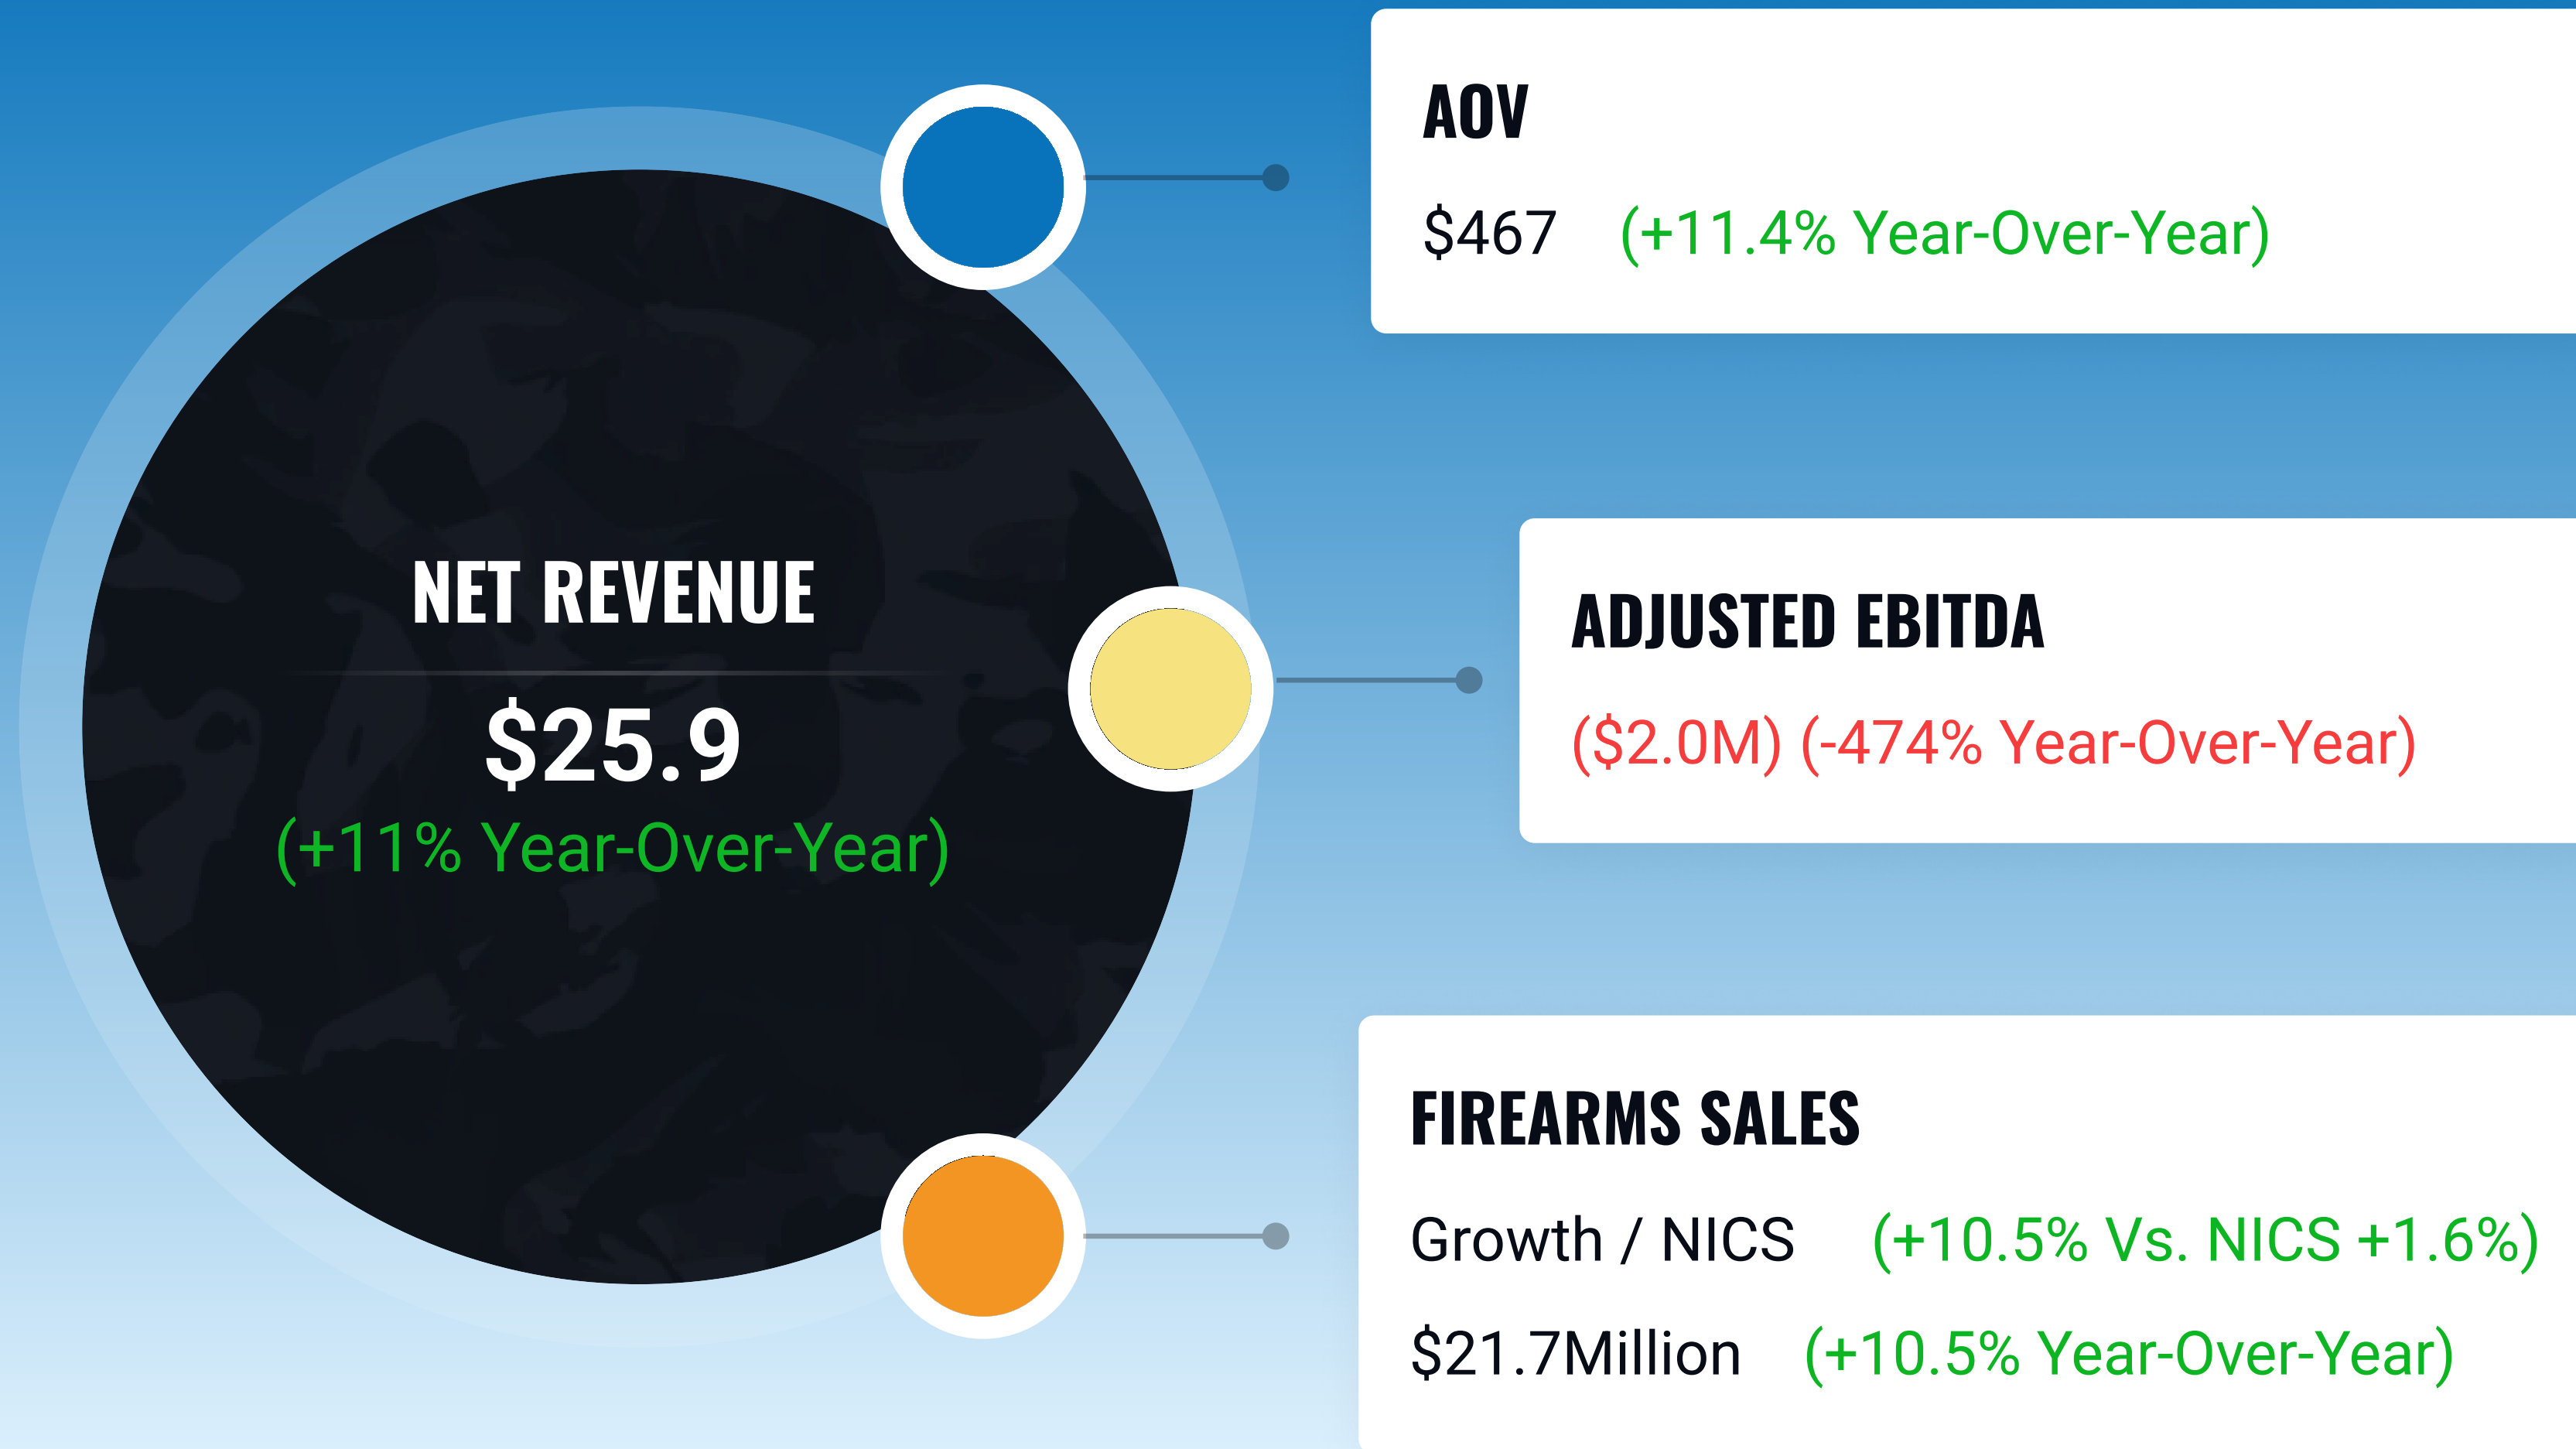 NET REVENUE
$25.9
(+11% Year-Over-Year)
AOV
$467 (+11.4% Year-Over-Year)
ADJUSTED EBITDA
($2.0M) (-474% Year-Over-Year)
FIREARMS SALES
Growth / NICS (+10.5% Vs. NICS +1.6%)
$21.7Million (+10.5% Year-Over-Year)